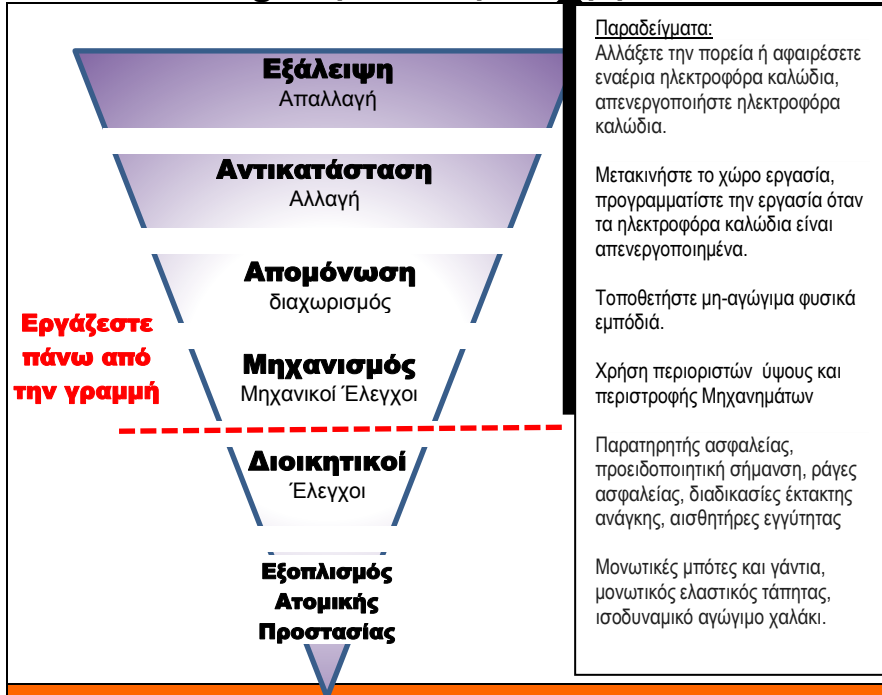 Εξάλειψη
Απαλλαγή
Αντικατάσταση
Αλλαγή
Απομόνωση
διαχωρισμός
Μηχανισμός
Μηχανικοί Έλεγχοι
Εργάζεστε
πάνω από
την γραμμή
Διοικητικοί
Έλεγχοι
Εξοπλισμός
Ατομικής
Προστασίας
Παραδείγματα:
Αλλάξετε την πορεία ή αφαιρέσετε
εναέρια ηλεκτροφόρα καλώδια,
απενεργοποιήστε ηλεκτροφόρα
καλώδια.
Μετακινήστε το χώρο εργασία,
προγραμματίστε την εργασία όταν
τα ηλεκτροφόρα καλώδια είναι
απενεργοποιημένα.
Τοποθετήστε μη-αγώγιμα φυσικά
εμπόδιά.
Χρήση περιοριστών ύψους και
περιστροφής Μηχανημάτων
Παρατηρητής ασφαλείας,
προειδοποιητική σήμανση, ράγες
ασφαλείας, διαδικασίες έκτακτης
ανάγκης, αισθητήρες εγγύτητας
Μονωτικές μπότες και γάντια,
μονωτικός ελαστικός τάπητας,
ισοδυναμικό αγώγιμο χαλάκι.